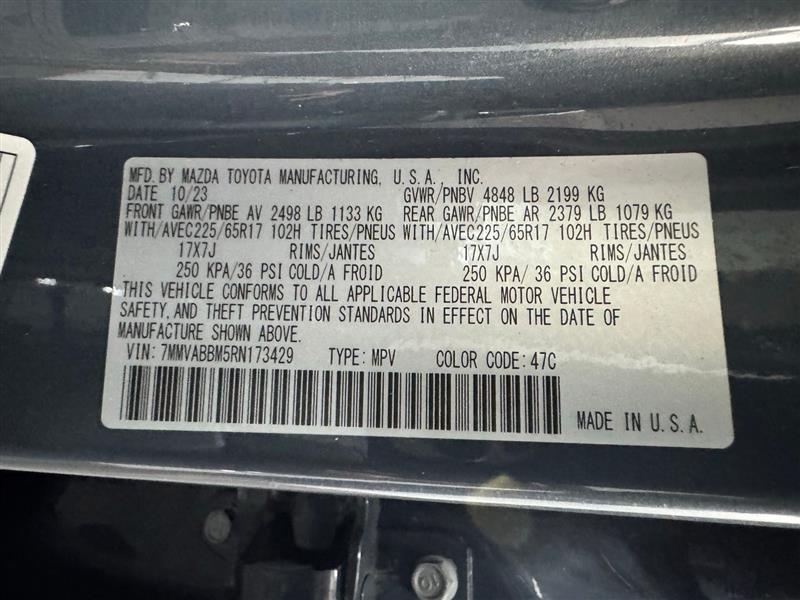 MFD. BY MAZDA TOYOTA MANUFACTURING, U.S.A., INC.
DATE 10/23 GVWR/PNBV 4848 LB 2199 KG
FRONT GAWR/PNBE AV 2498 LB 1133 KG REAR GAWR/PNBE AR 2379 LB 1079 KG
WITH/AVEC225/65R17 102H TIRES/PNEUS WITH/AVEC225/65R17 102H TIRES/PNEUS
17X7J RIMS/JANTES 17X7J RIMS/JANTES
250 KPA/36 PSI COLD/A FROID 250 KPA/ 36 PSI COLD/A FROID
THIS VEHICLE CONFORMS TO ALL APPLICABLE FEDERAL MOTOR VEHICLE
SAFETY, AND THEFT PREVENTION STANDARDS IN EFFECT ON THE DATE OF
MANUFACTURE SHOWN ABOVE.
VIN: 7MMVABBM5RN173429 TYPE: MPV COLOR CODE: 47C
MADE IN U.S.A.